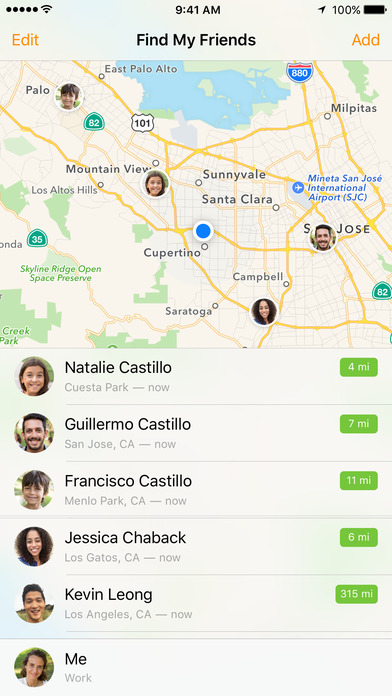 9:41 AM
100%
Edit
Find My Friends
Add
East Palo Alto
Palo
880
Milpitas
82
101
Mountain View
Los Altos Hills
Sunnyvale
Santa Clara
Mineta San José
International
Airport (SJC)
onda
35
S
JOSE
Cupertino
Skyline Ridge Open
Space Preserve
Campbell
82
Saratoga
Creek
Park
Natalie Castillo
4 mi
Cuesta Park — now
Guillermo Castillo
7 mi
San Jose, CA — now
Francisco Castillo
11 mi
Menlo Park, CA — now
Jessica Chaback
6 mi
Los Gatos, CA — now
Kevin Leong
315 mi
Los Angeles, CA — now
Me
Work